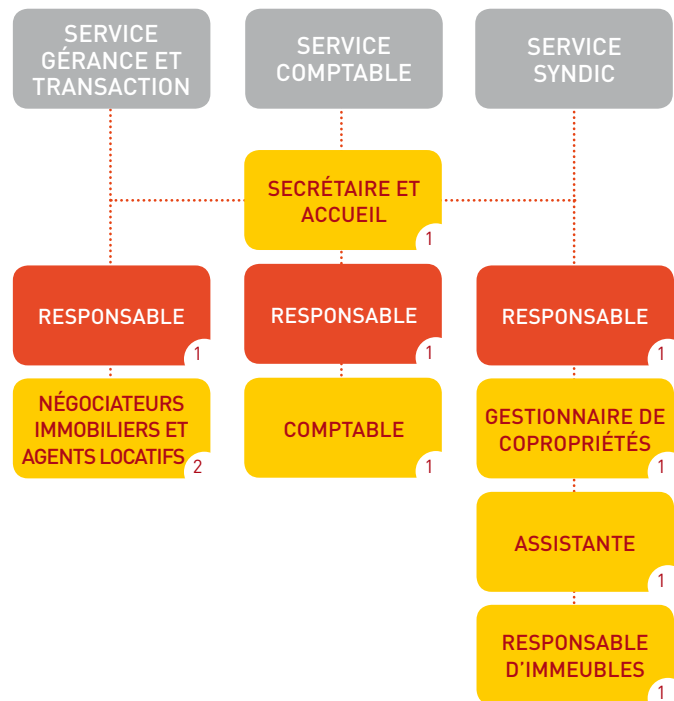 SERVICE
GÉRANCE ET
TRANSACTION
SERVICE
COMPTABLE
SERVICE
SYNDIC
SECRÉTAIRE ET
ACCUEIL
1
RESPONSABLE
1
RESPONSABLE
1
RESPONSABLE
1
NÉGOCIATEURS
IMMOBILIERS ET
AGENTS LOCATIFS
2
COMPTABLE
1
GESTIONNAIRE DE
COPROPRIÉTÉS
1
ASSISTANTE
1
RESPONSABLE
D'IMMEUBLES
1